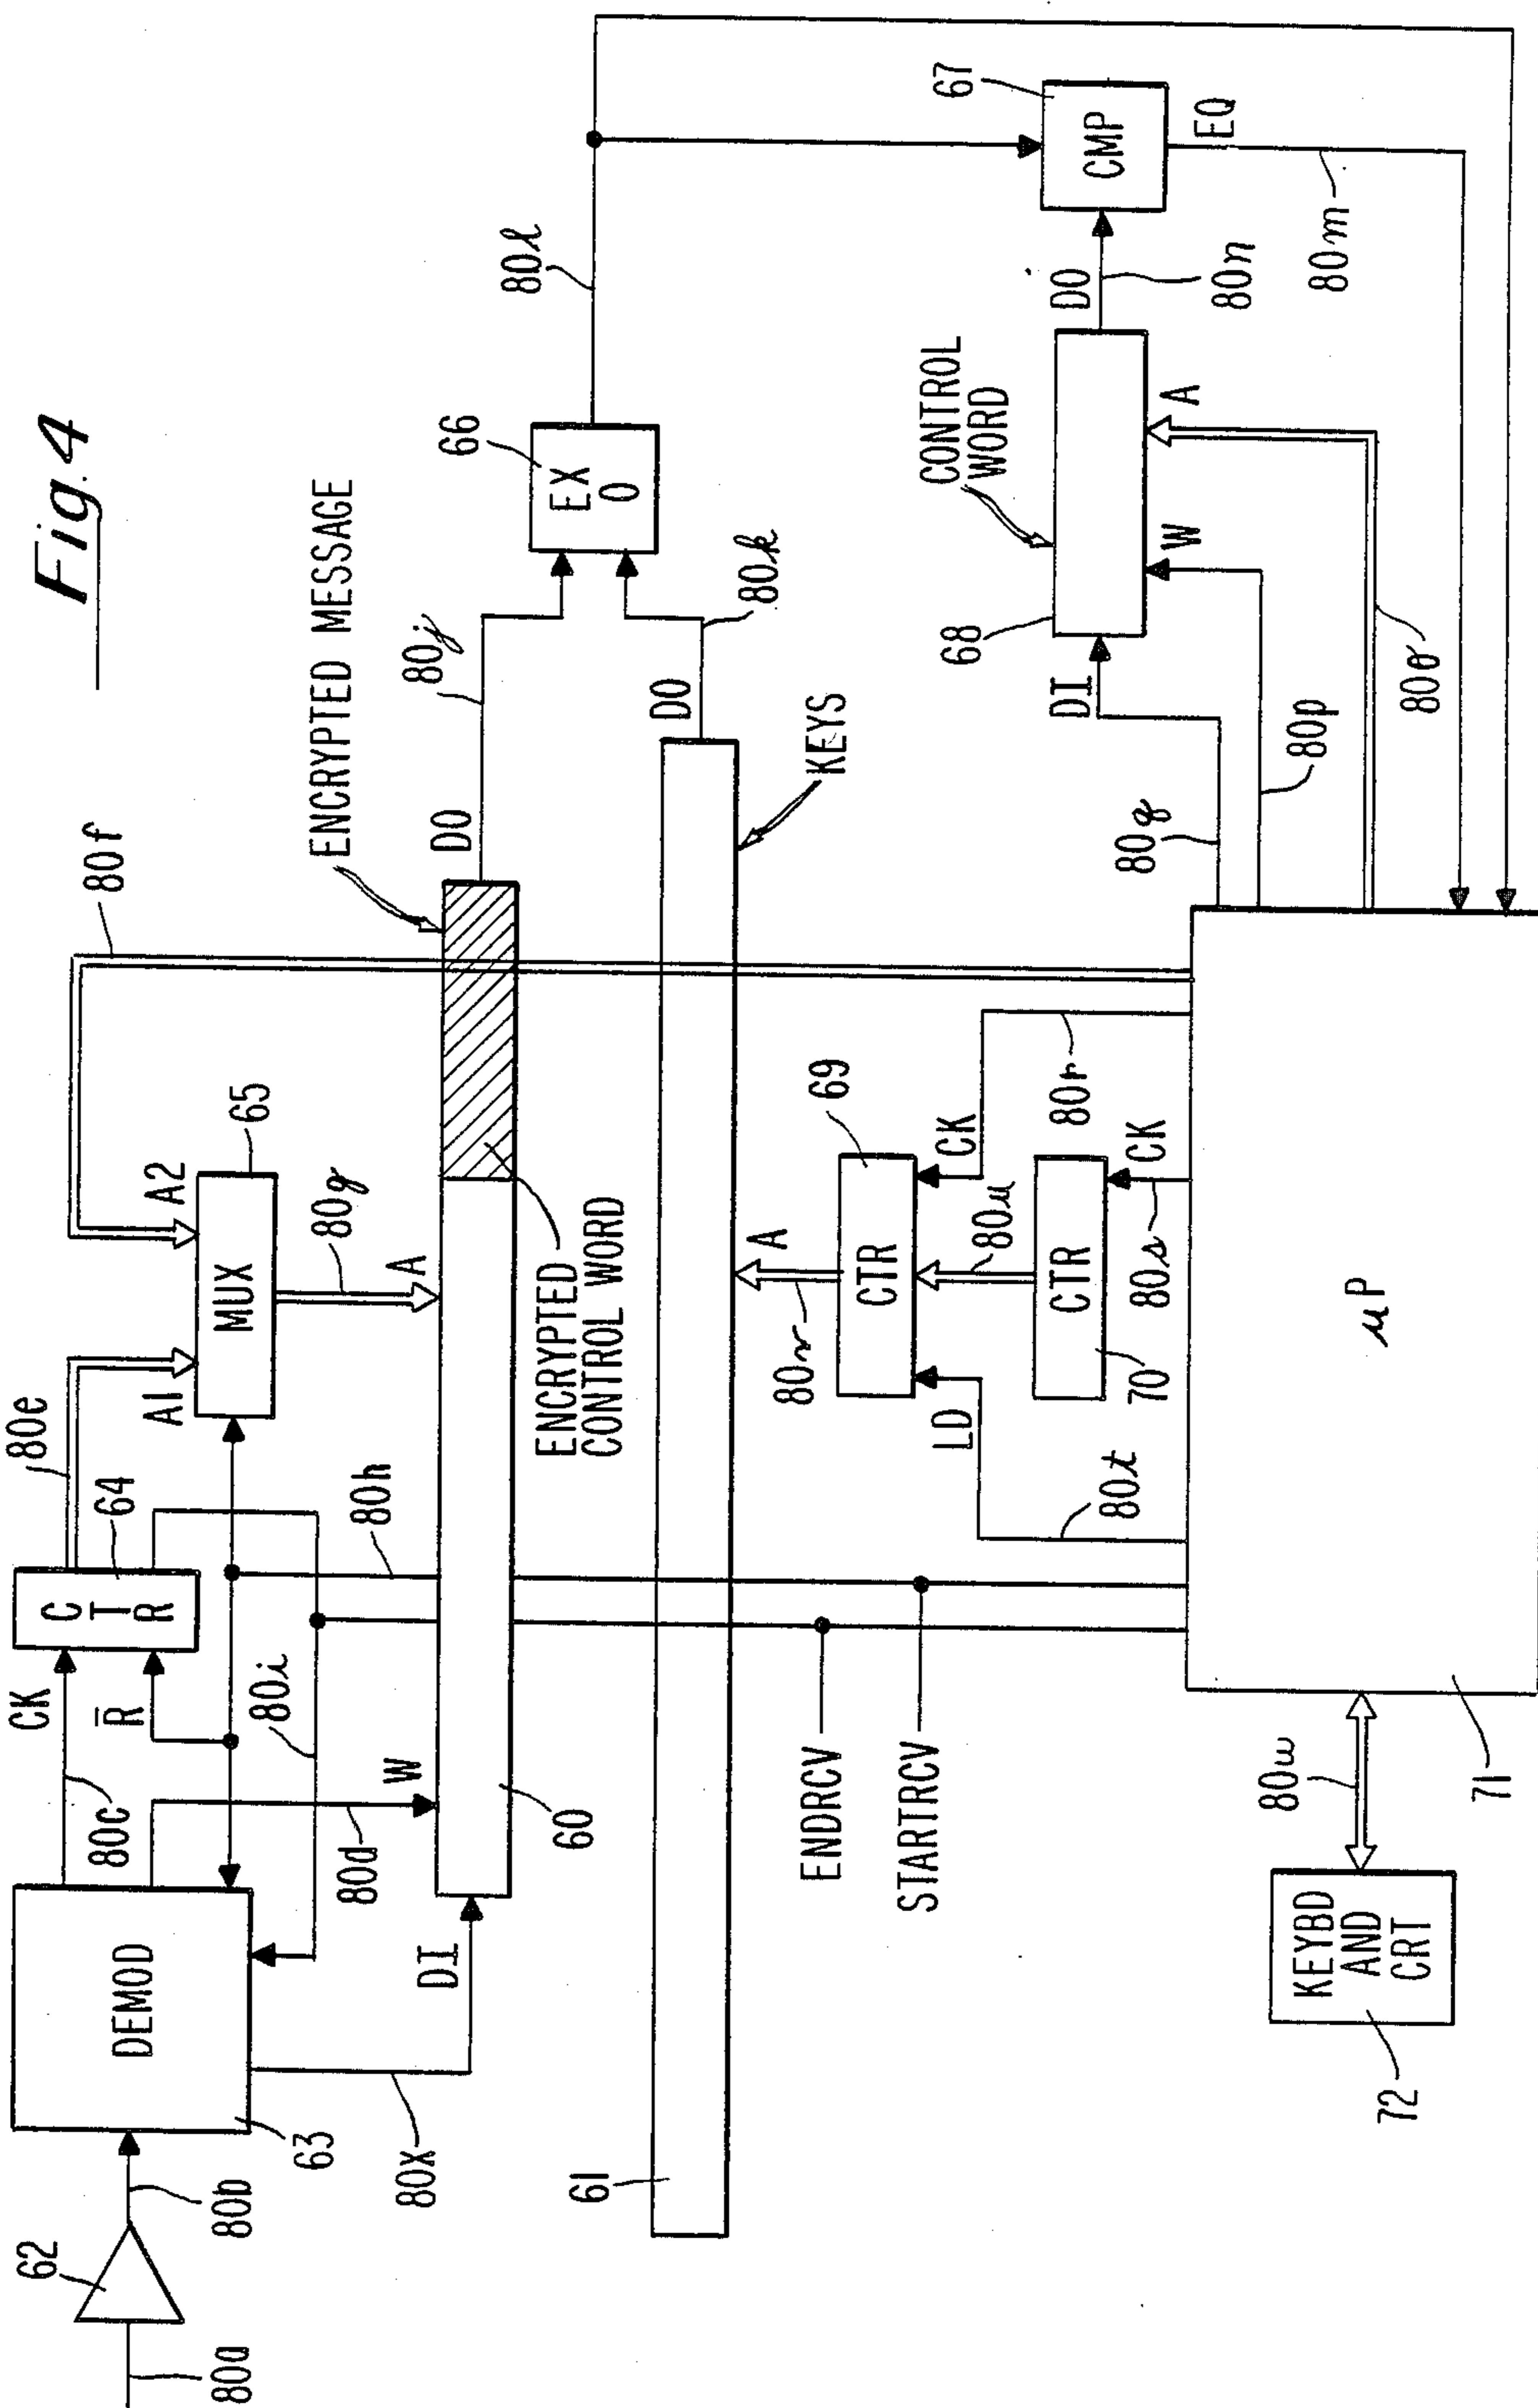 Fig. 4
80a
62
80b
63
DEMOD
80X
DI
80c
CK
R̅
80d
W
80i
C T R
64
80e
80h
A1
A2
MUX
65
80f
80g
A
60
ENCRYPTED
CONTROL WORD
ENCRYPTED MESSAGE
DO
80j
61
DO
KEYS
80k
66
EX
O
80l
67
CMP
EQ
80m
80n
DO
CONTROL
WORD
68
DI
W
A
80q
80p
80o
ENDRCV
STARTRCV
LD
80t
80v
A
CTR
69
CK
80r
80u
CTR
70
CK
80s
µP
71
80w
KEYBD
AND
CRT
72